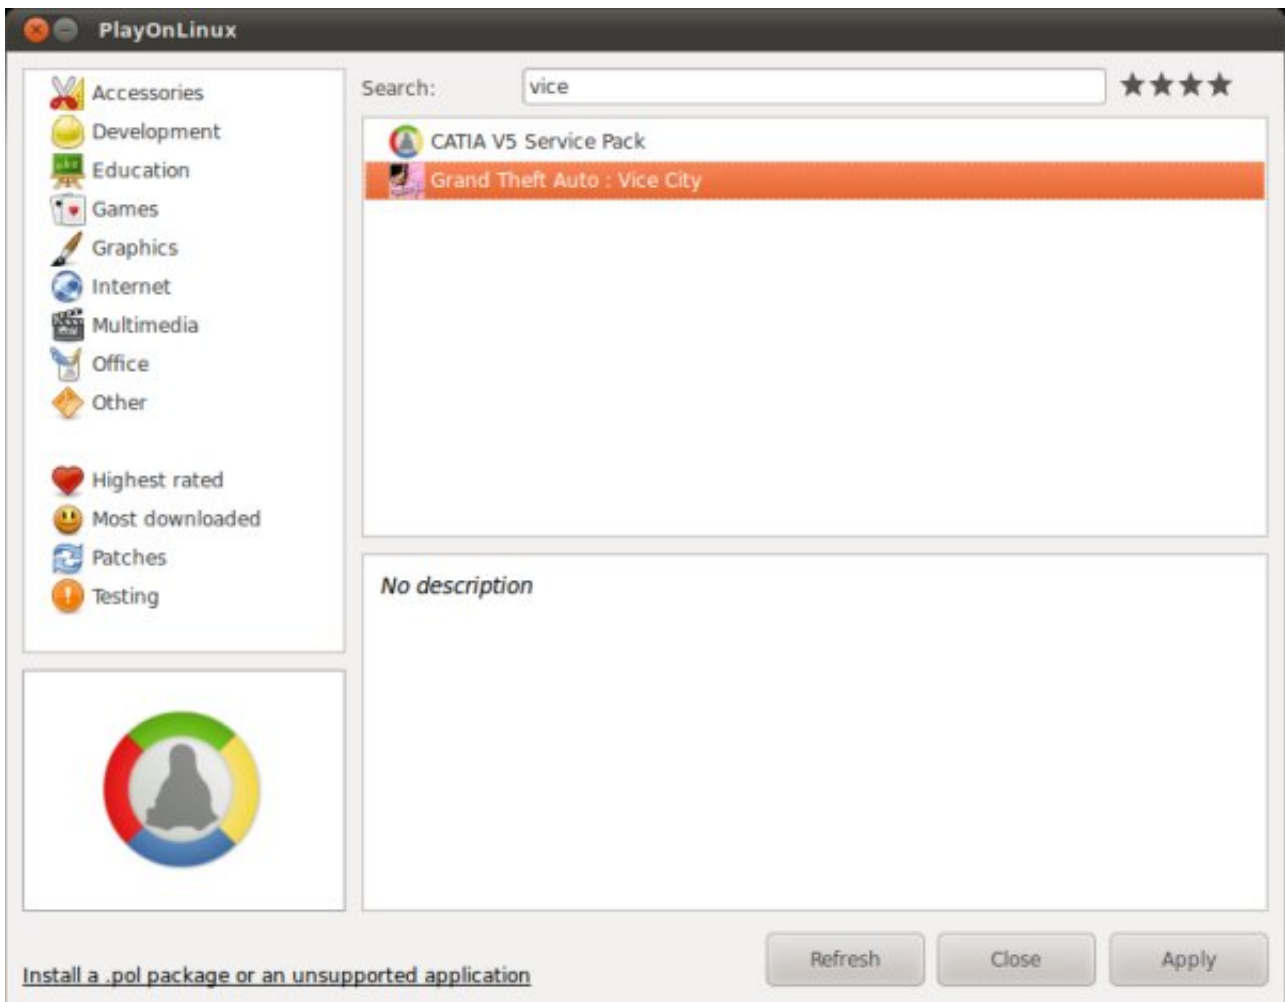 PlayOnLinux
Accessories
Development
Education
Games
Graphics
Internet
Multimedia
Office
Other
Highest rated
Most downloaded
Patches
Testing
Search: vice
CATIA V5 Service Pack
Grand Theft Auto : Vice City
No description
Install a .pol package or an unsupported application
Refresh Close Apply